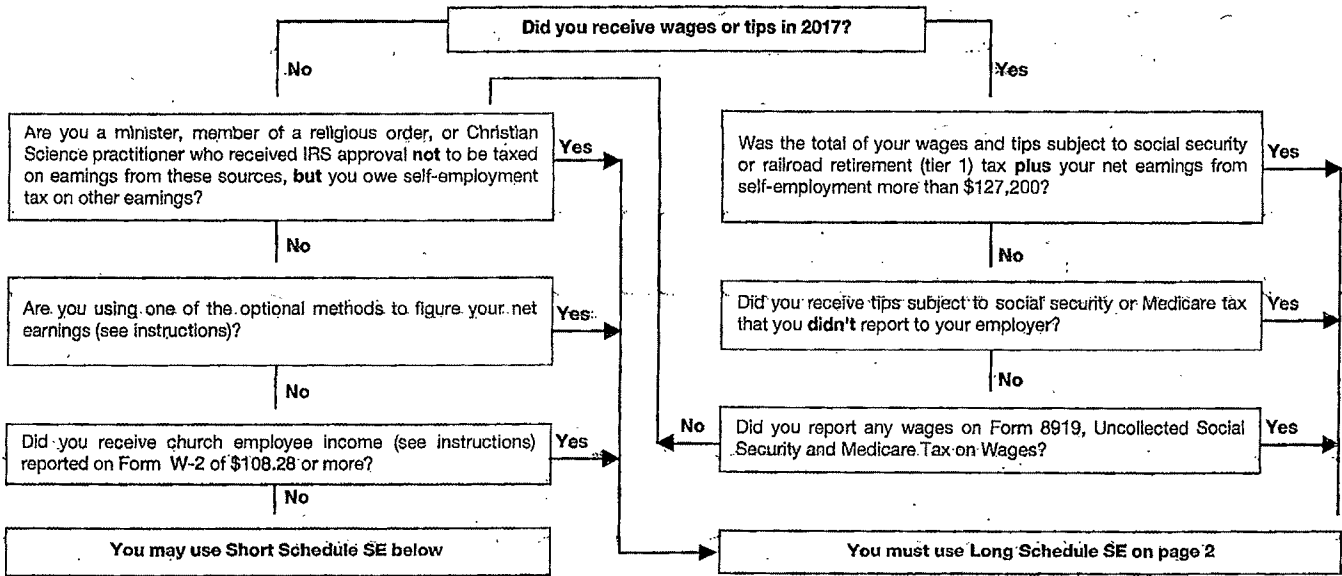 Did you receive wages or tips in 2017?
No
Yes
Are you a minister, member of a religious order, or Christian
Science practitioner who received IRS approval not to be taxed
on earnings from these sources, but you owe self-employment
tax on other earnings?
Yes
Was the total of your wages and tips subject to social security
or railroad retirement (tier 1) tax plus your net earnings from
self-employment more than $127,200?
Yes
No
No
Are you using one of the optional methods to figure your net
earnings (see instructions)?
Yes
Did you receive tips subject to social security or Medicare tax
that you didn't report to your employer?
Yes
No
No
Did you receive church employee income (see instructions)
reported on Form W-2 of $108.28 or more?
Yes
No
Did you report any wages on Form 8919, Uncollected Social
Security and Medicare Tax on Wages?
Yes
No
You may use Short Schedule SE below
You must use Long Schedule SE on page 2